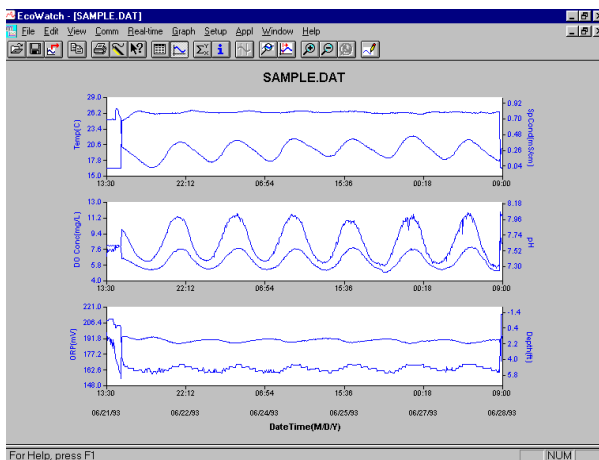 EcoWatch - [SAMPLE.DAT]
File Edit View Comm Real-time Graph Setup Appl Window Help
SAMPLE.DAT
Temp(C)
29.0
26.2
23.4
20.6
17.8
15.0
0.92
0.70
0.48
0.26
0.04
SpCond(mS/cm)
13:30 22:12 06:54 15:36 00:18 09:00
DO Conc(mg/L)
13.0
11.2
9.4
7.6
5.8
4.0
8.18
7.96
7.74
7.52
7.30
pH
13:30 22:12 06:54 15:36 00:18 09:00
ORP(mV)
221.0
206.4
191.8
177.2
162.6
148.0
-1.4
0.4
2.2
4.0
5.8
Depth(ft)
13:30 22:12 06:54 15:36 00:18 09:00
06/21/93 06/22/93 06/24/93 06/25/93 06/27/93 06/28/93
DateTime(M/D/Y)
For Help, press F1
NUM